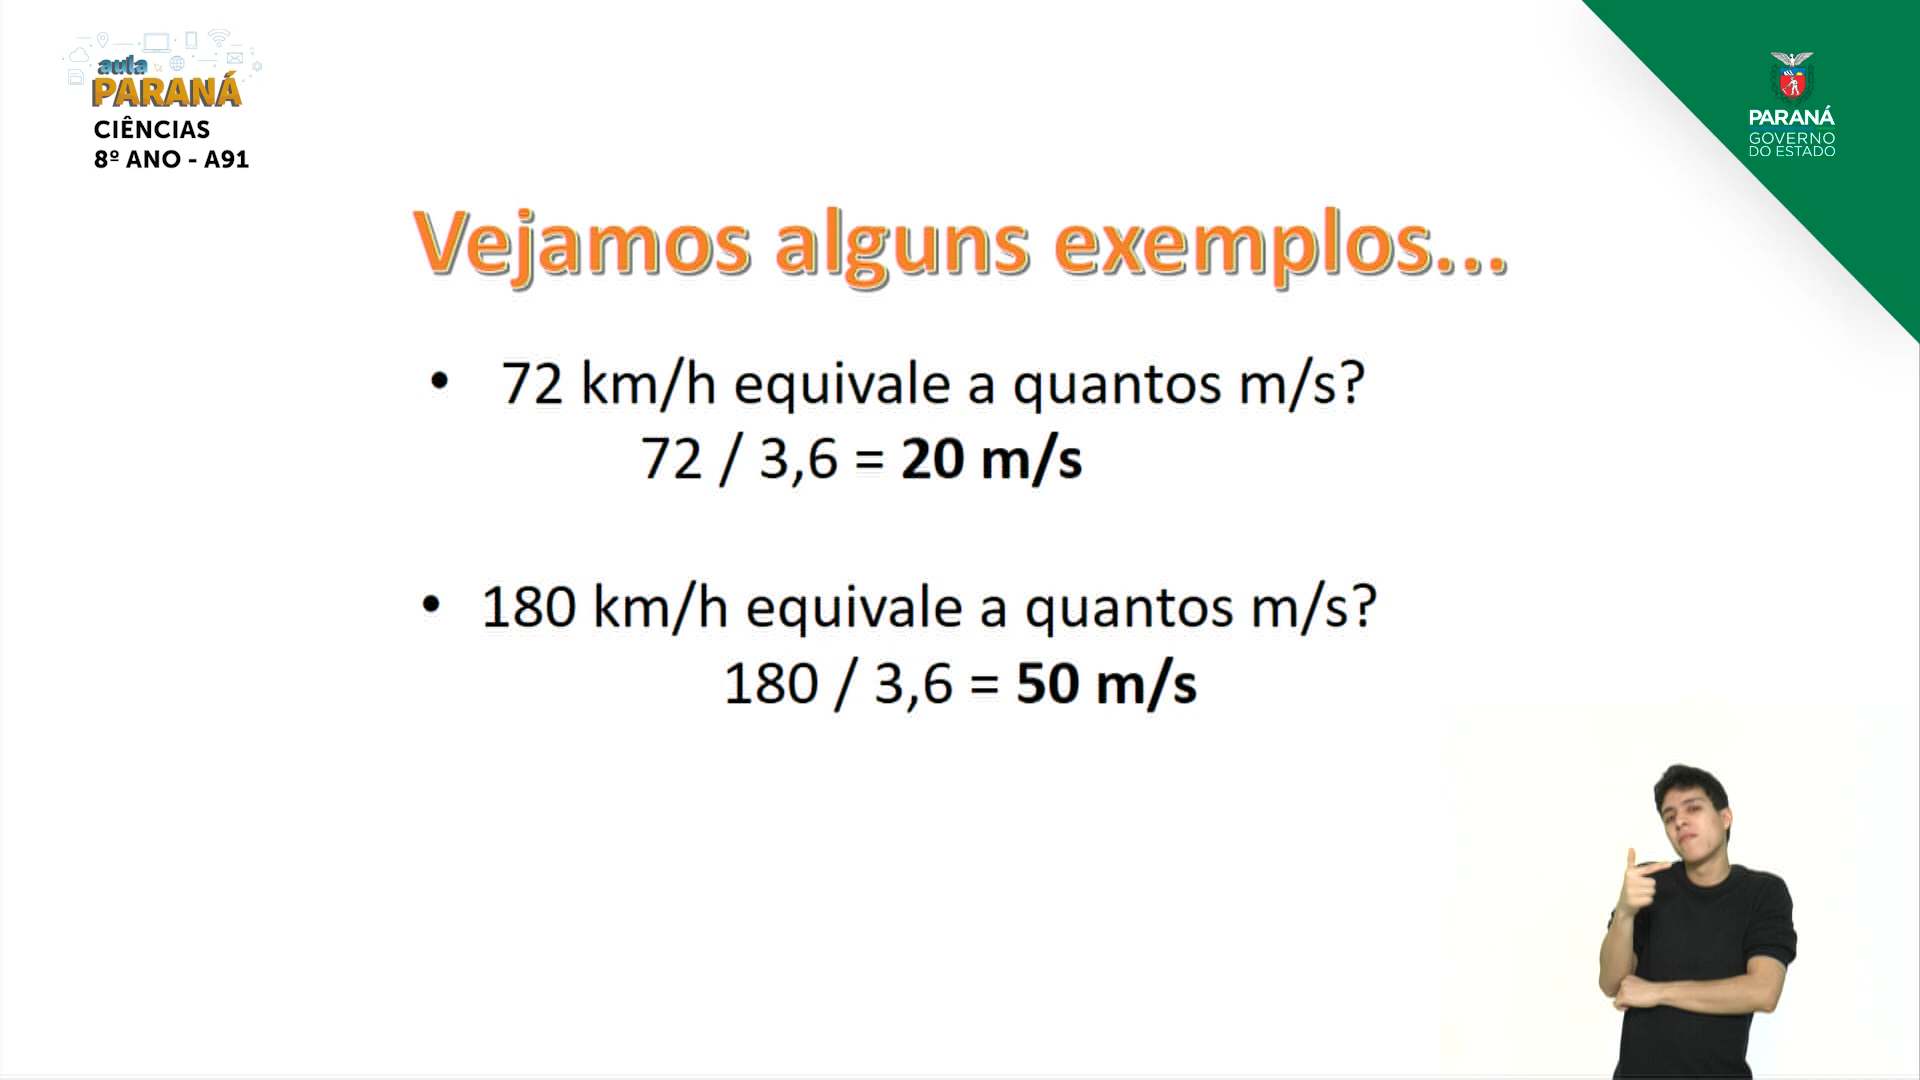 aula
PARANÁ
CIÊNCIAS
8º ANO - A91
PARANÁ
GOVERNO
DO ESTADO
Vejamos alguns exemplos...
• 72 km/h equivale a quantos m/s?
72 / 3,6 = 20 m/s
• 180 km/h equivale a quantos m/s?
180 / 3,6 = 50 m/s